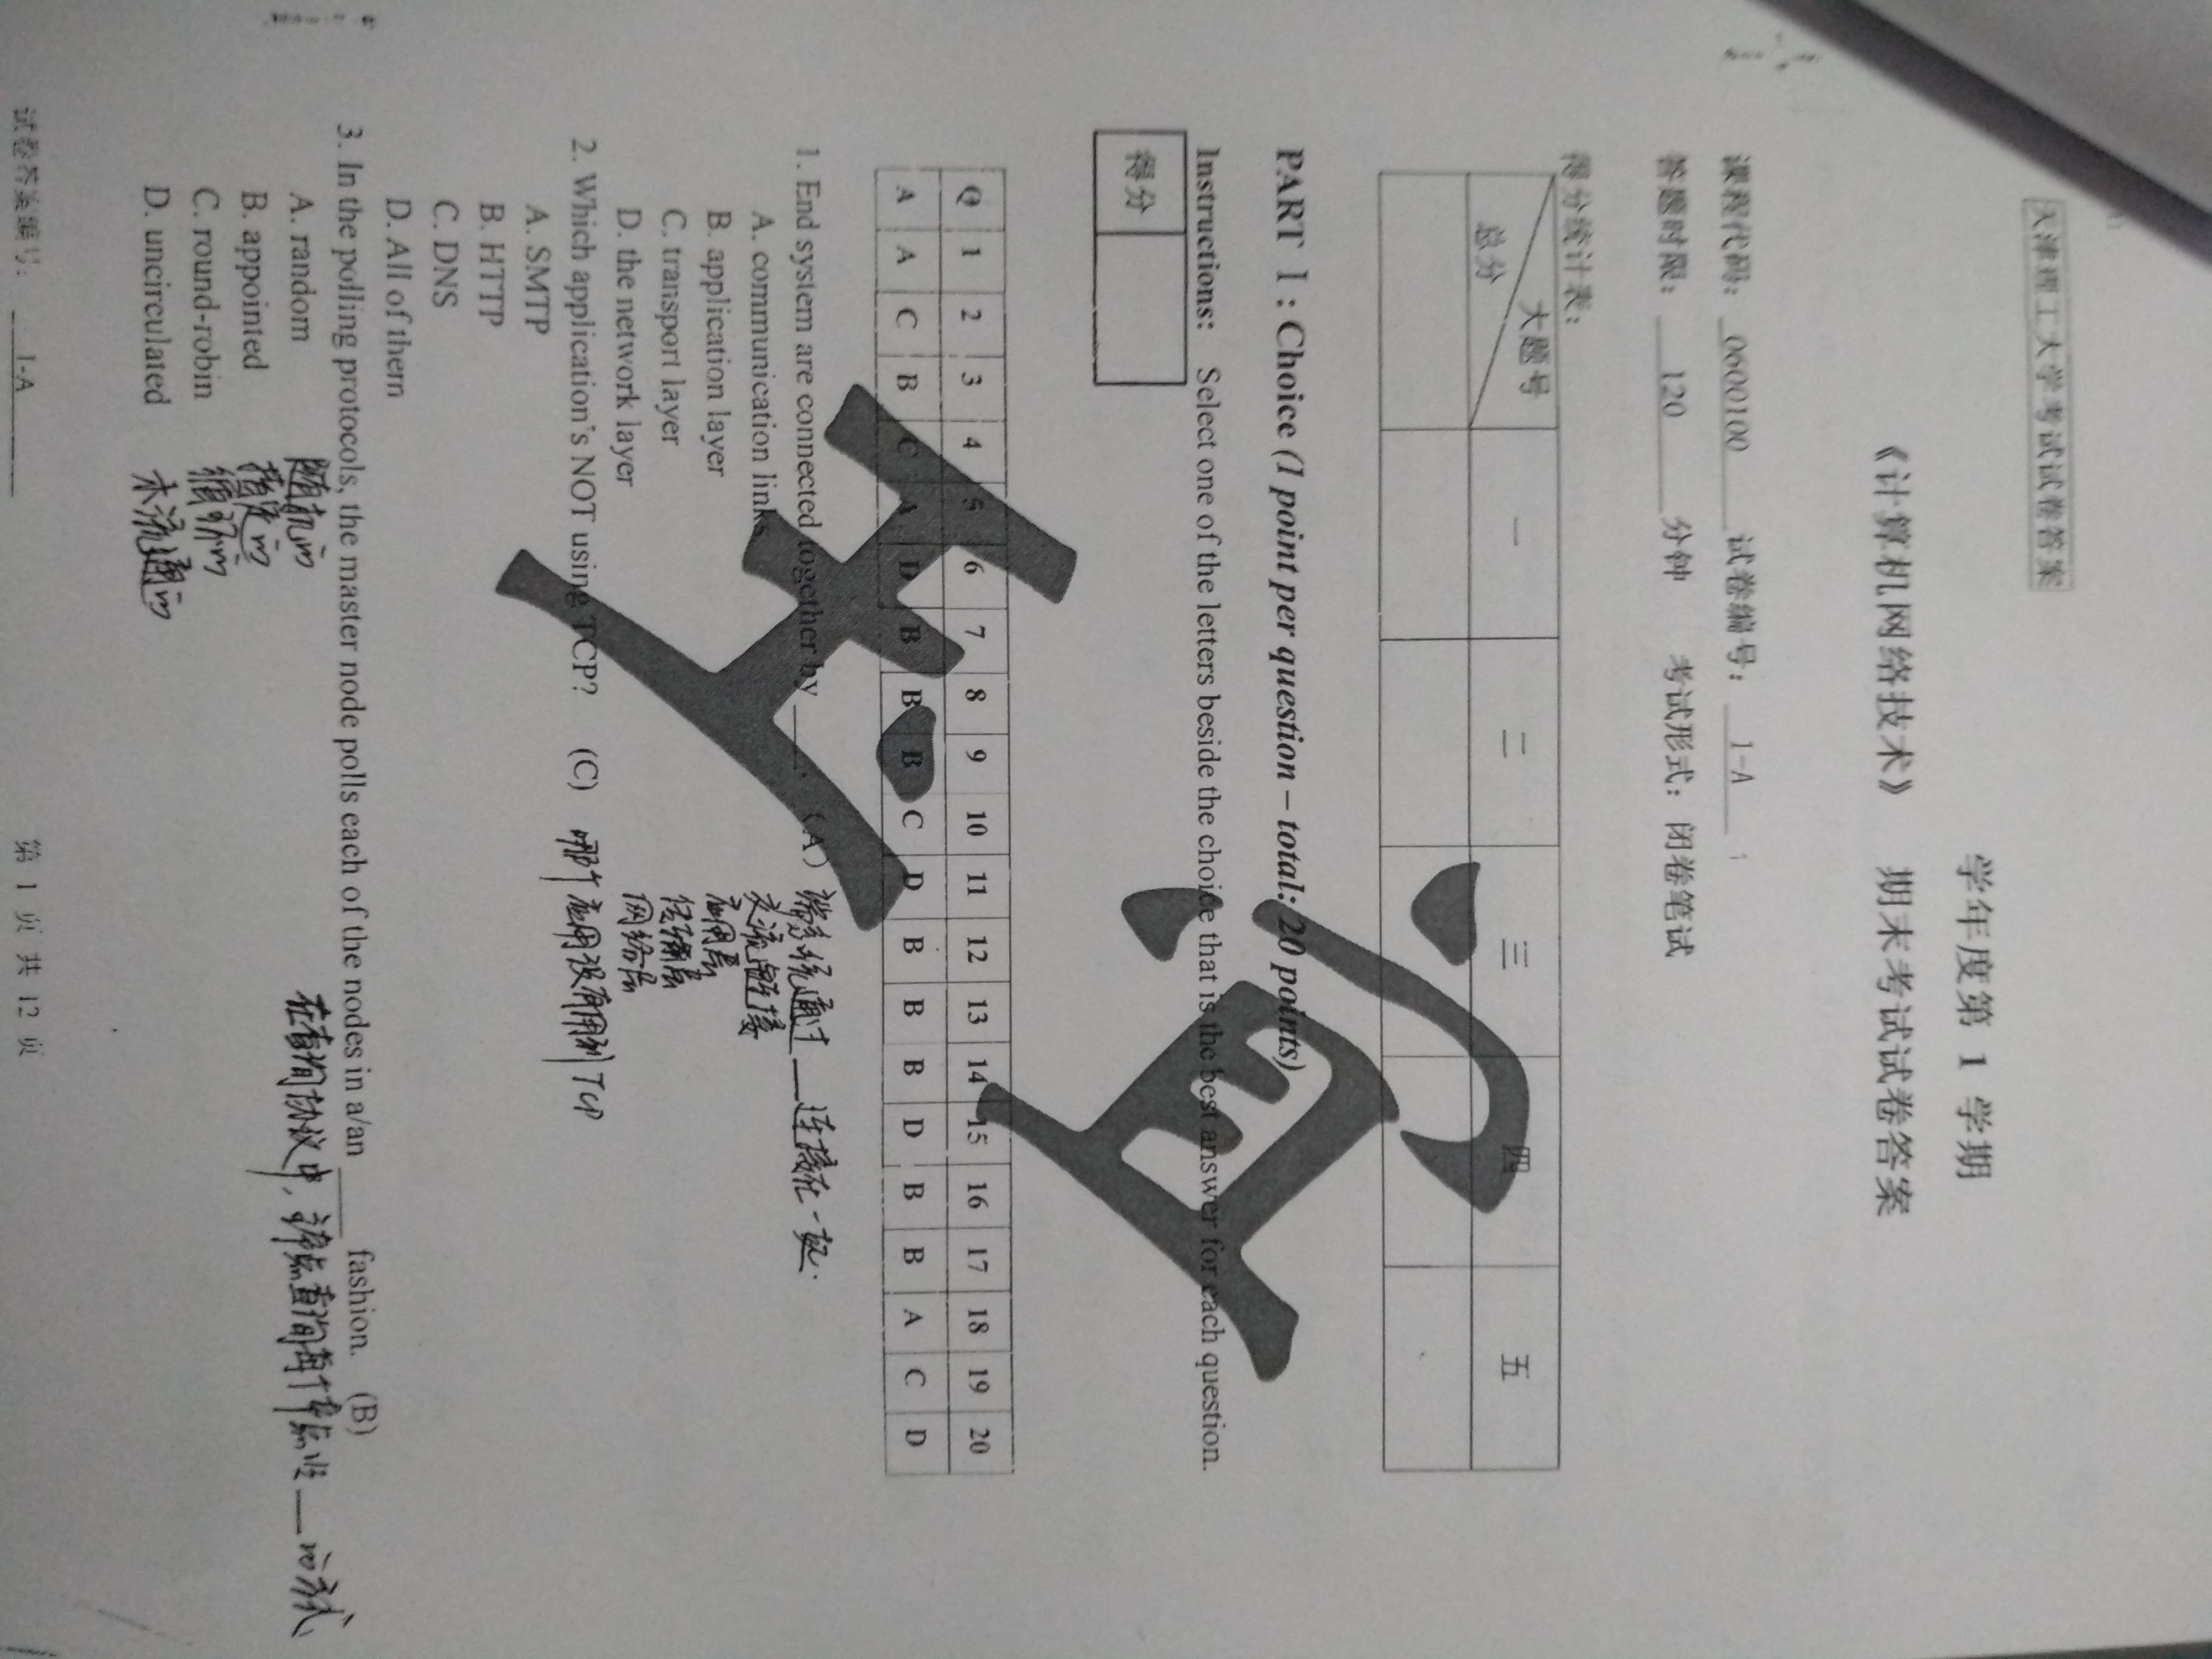 天津理工大学考试试卷答案
学年度第 1 学期
《计算机网络技术》 期末考试试卷答案
课程代码: 0600100 试卷编号: 1-A
答题时限: 120 分钟 考试形式: 闭卷笔试
得分统计表:
大题号 一 二 三 四 五
总分
PART Ⅰ: Choice (1 point per question – total: 20 points)
Instructions: Select one of the letters beside the choice that is the best answer for each question.
得分
Q 1 2 3 4 5 6 7 8 9 10 11 12 13 14 15 16 17 18 19 20
A A C B C A D B B B C D B B B D B B A C D
1. End system are connected together by ____. (A) 端系统通过__连接在一起.
A. communication links 交流链接
B. application layer 应用层
C. transport layer 传输层
D. the network layer 网络层
2. Which application's NOT using TCP? (C) 哪个应用没有用到TCP
A. SMTP
B. HTTP
C. DNS
D. All of them
3. In the polling protocols, the master node polls each of the nodes in a/an ____ fashion. (B)
在查询协议中, 主节点查询每个节点以__的方式
A. random 随机的
B. appointed 指定的
C. round-robin 循环的
D. uncirculated 未流通的
试卷答案编号: 1-A 第 1 页 共 12 页